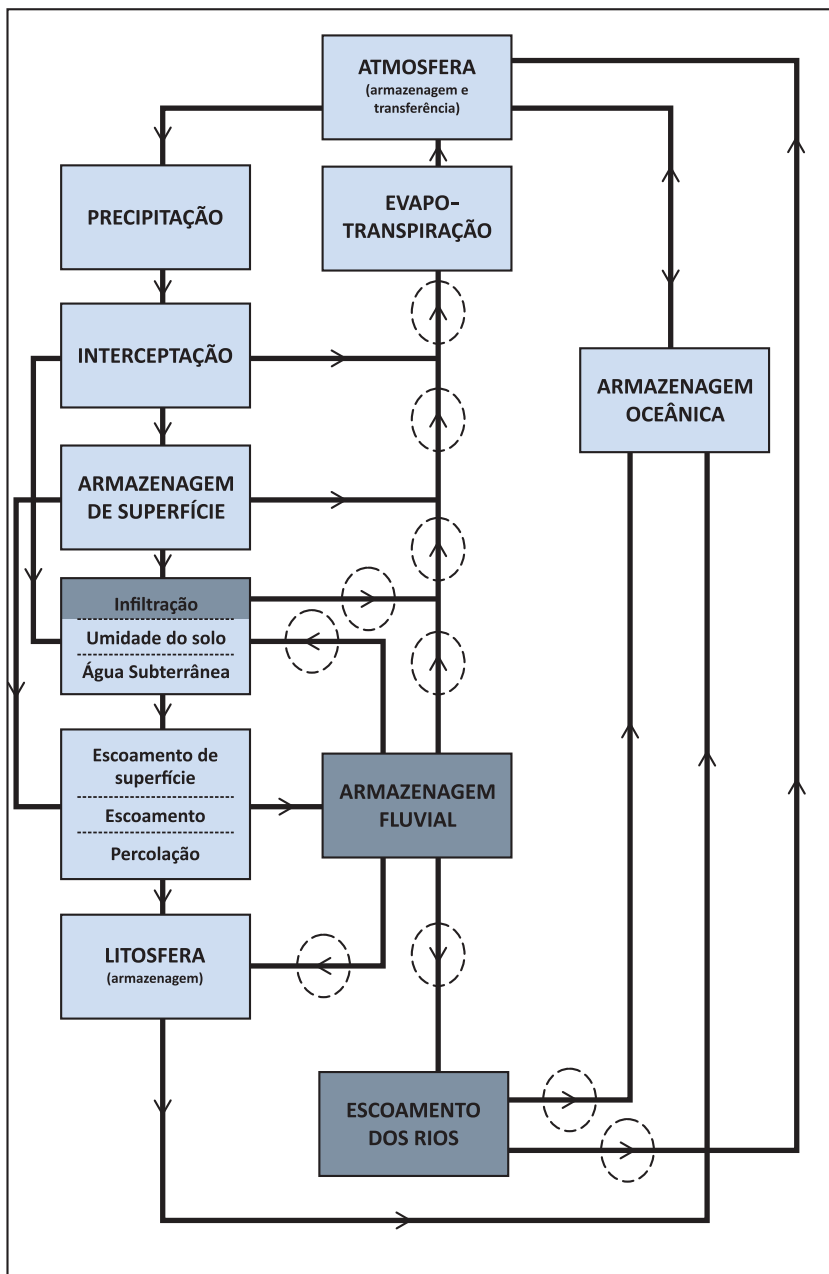 ATMOSFERA
(armazenagem e
transferência)
PRECIPITAÇÃO
EVAPO-
TRANSPIRAÇÃO
INTERCEPTAÇÃO
ARMAZENAGEM
OCEÂNICA
ARMAZENAGEM
DE SUPERFÍCIE
Infiltração
Umidade do solo
Água Subterrânea
Escoamento de
superfície
Escoamento
Percolação
ARMAZENAGEM
FLUVIAL
LITOSFERA
(armazenagem)
ESCOAMENTO
DOS RIOS